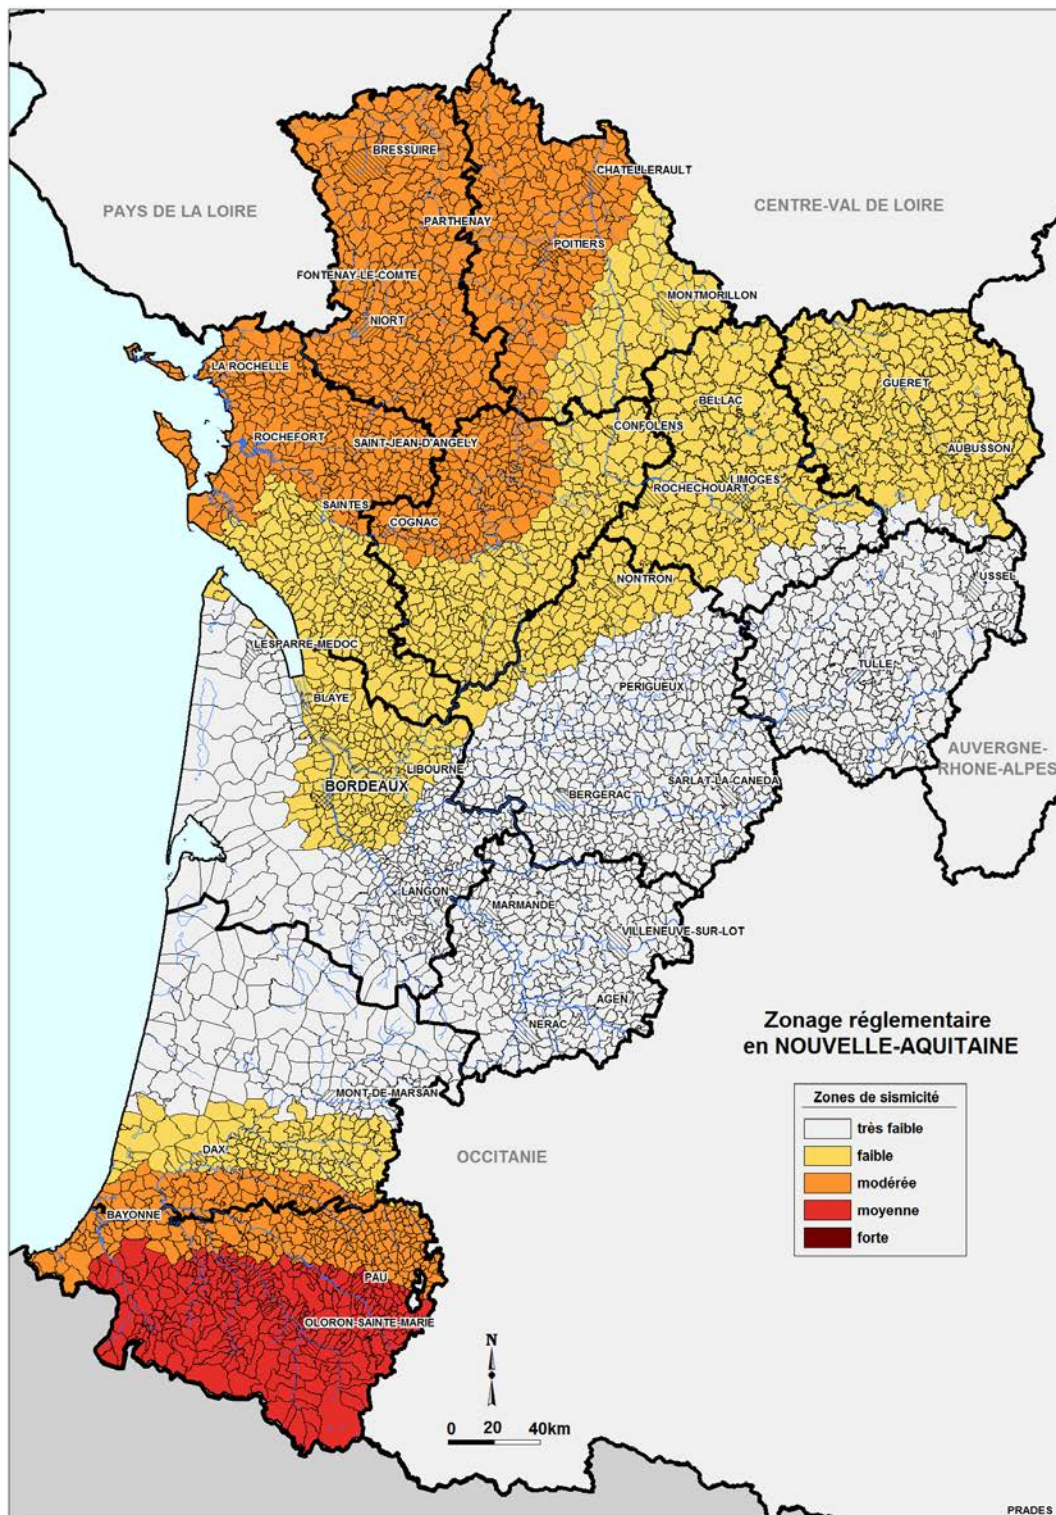 BRESSUIRE
CHATELLERAULT
PAYS DE LA LOIRE
CENTRE-VAL DE LOIRE
PARTHENAY
POITIERS
FONTENAY-LE-COMTE
MONTMORILLON
NIORT
LA ROCHELLE
GUERET
BELLAC
ROCHEFORT
SAINT-JEAN-D'ANGELY
CONFOLENS
AUBUSSON
LIMOGES
ROCHECHOUART
SAINTES
COGNAC
NONTRON
USSEL
LESPARRE-MEDOC
TULLE
PERIGUEUX
BLAYE
AUVERGNE-
RHONE-ALPES
LIBOURNE
BORDEAUX
SARLAT-LA-CANEDA
BERGERAC
LANGON
MARMANDE
VILLENEUVE-SUR-LOT
AGEN
NERAC
Zonage réglementaire
en NOUVELLE-AQUITAINE
MONT-DE-MARSAN
Zones de sismicité
très faible
faible
modérée
moyenne
forte
DAX
OCCITANIE
BAYONNE
PAU
OLORON-SAINTE-MARIE
N
0 20 40km
PRADES